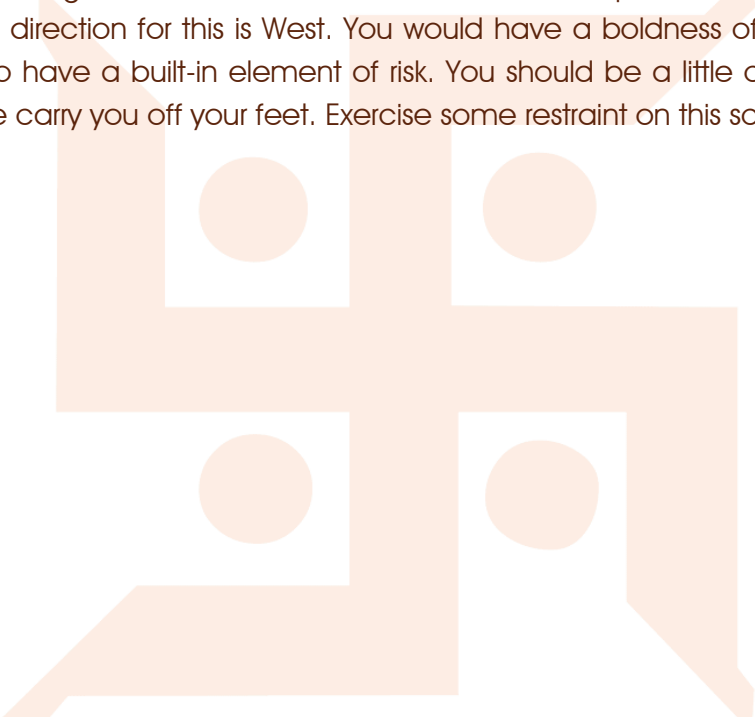 direction for this is West. You would have a boldness of
have a built-in element of risk. You should be a little
carry you off your feet. Exercise some restraint on this